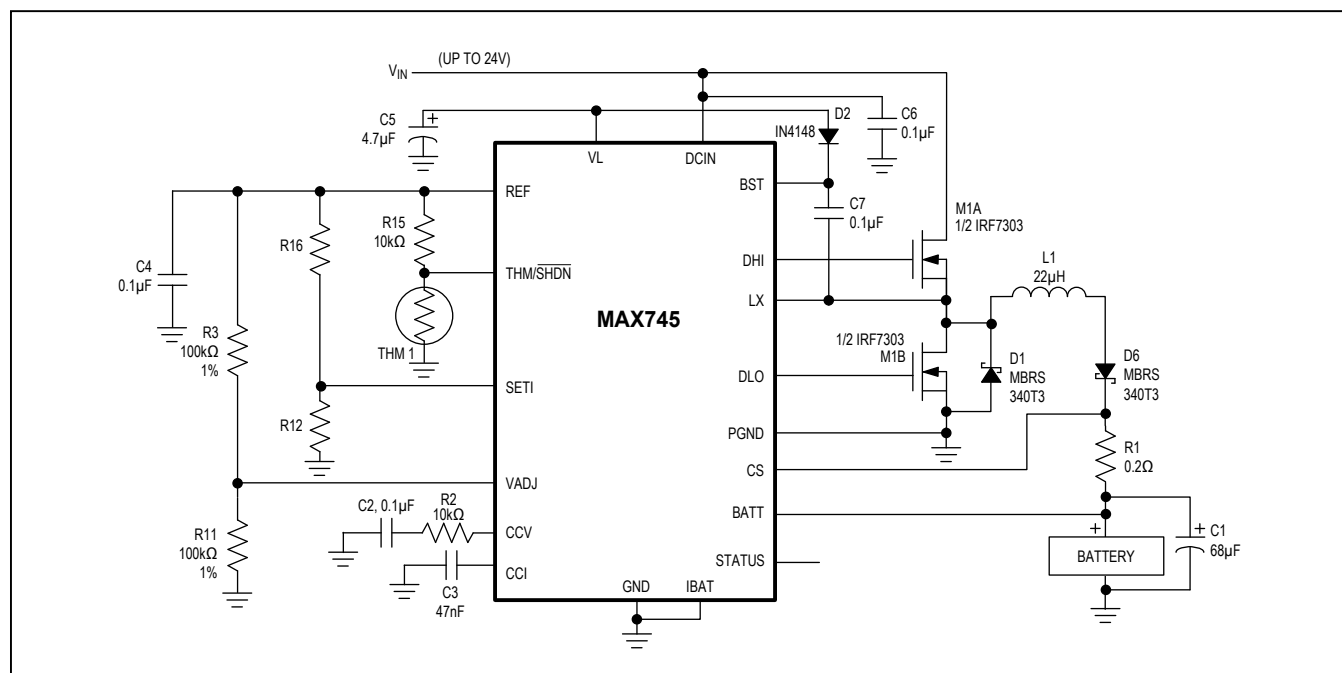 (UP TO 24V)
VIN
C5
4.7µF
+
D2
IN4148
C6
0.1µF
VL
DCIN
REF
BST
C7
0.1µF
M1A
1/2 IRF7303
R15
10kΩ
R16
C4
0.1µF
THM/SHDN
DHI
L1
22µH
LX
MAX745
R3
100kΩ
1%
THM 1
1/2 IRF7303
M1B
D1
MBRS
340T3
D6
MBRS
340T3
SETI
DLO
R12
PGND
R1
0.2Ω
CS
VADJ
C2, 0.1µF
R2
10kΩ
BATT
R11
100kΩ
1%
CCV
+
+
C1
68µF
BATTERY
STATUS
CCI
C3
47nF
GND
IBAT